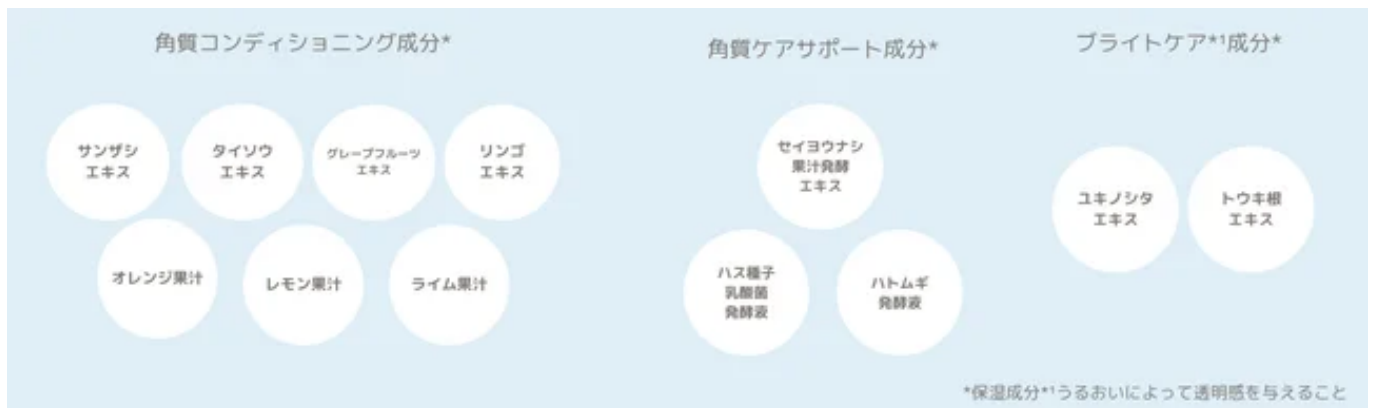 角質コンディショニング成分*
サンザシ
エキス
タイソウ
エキス
グレープフルーツ
エキス
リンゴ
エキス
オレンジ果汁
レモン果汁
ライム果汁
角質ケアサポート成分*
セイヨウナシ
果汁発酵
エキス
ハス種子
乳酸菌
発酵液
ハトムギ
発酵液
ブライトケア*¹成分*
ユキノシタ
エキス
トウキ根
エキス
*保湿成分*¹うるおいによって透明感を与えること